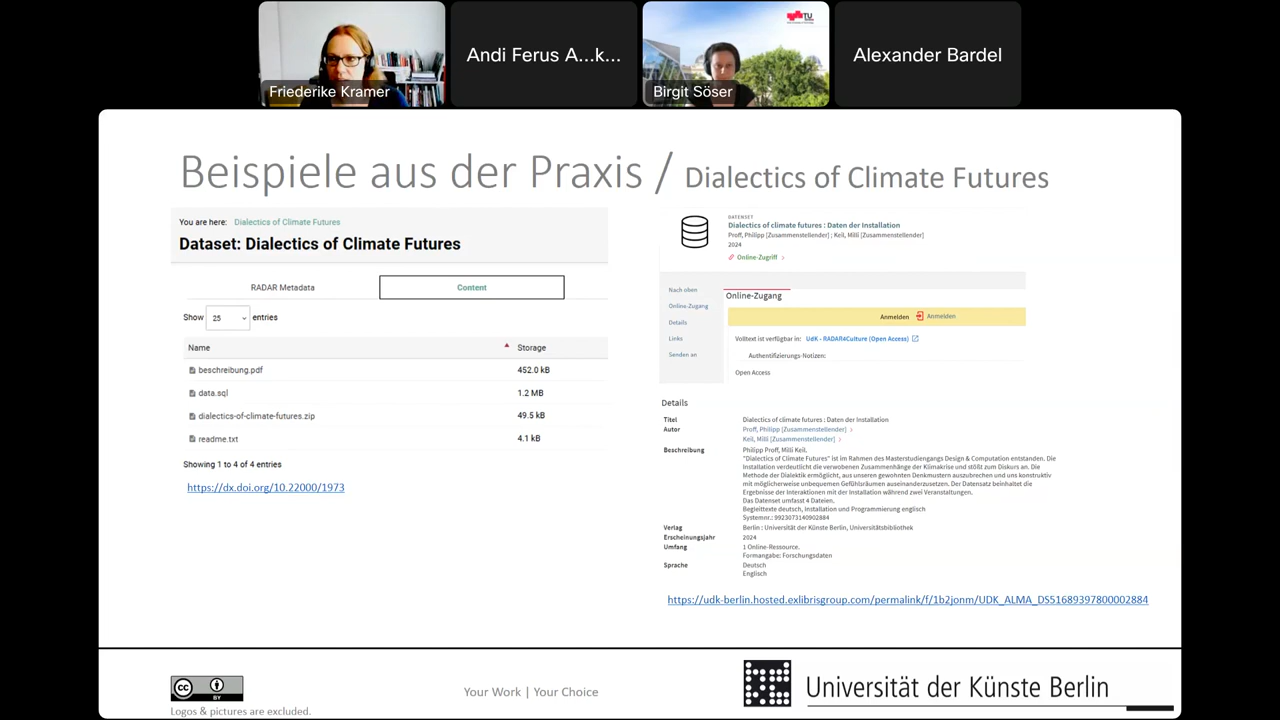 Friederike Kramer
Andi Ferus A...k...
TU
Birgit Söser
Alexander Bardel
Beispiele aus der Praxis / Dialectics of Climate Futures
You are here: Dialectics of Climate Futures
Dataset: Dialectics of Climate Futures
RADAR Metadata
Content
Show 25 entries
Name Storage
beschreibung.pdf 452.0 kB
data.sql 1.2 MB
dialectics-of-climate-futures.zip 49.5 kB
readme.txt 4.1 kB
Showing 1 to 4 of 4 entries
https://dx.doi.org/10.22000/1973
DATENSET
Dialectics of climate futures : Daten der Installation
Proff, Philipp [Zusammenstellender] ; Keil, Milli [Zusammenstellender]
2024
Online-Zugriff
Nach oben
Online-Zugang
Details
Links
Senden an
Online-Zugang
Anmelden Anmelden
Volltext ist verfügbar in: UdK - RADAR4Culture (Open Access)
Authentifizierungs-Notizen:
Open Access
Details
Titel Dialectics of climate futures : Daten der Installation
Autor Proff, Philipp [Zusammenstellender]
Keil, Milli [Zusammenstellender]
Beschreibung Philipp Proff, Milli Keil.
"Dialectics of Climate Futures" ist im Rahmen des Masterstudiengangs Design & Computation entstanden. Die
Installation verdeutlicht die verwobenen Zusammenhänge der Klimakrise und stößt zum Diskurs an. Die
Methode der Dialektik ermöglicht, aus unseren gewohnten Denkmustern auszubrechen und uns konstruktiv
mit möglicherweise unbequemen Gefühlsräumen auseinanderzusetzen. Der Datensatz beinhaltet die
Ergebnisse der Interaktionen mit der Installation während zwei Veranstaltungen.
Das Datenset umfasst 4 Dateien.
Begleittexte deutsch, Installation und Programmierung englisch
Systemnr.: 9923073140902884
Verlag Berlin : Universität der Künste Berlin, Universitätsbibliothek
Erscheinungsjahr 2024
Umfang 1 Online-Ressource.
Formangabe: Forschungsdaten
Sprache Deutsch
Englisch
https://udk-berlin.hosted.exlibrisgroup.com/permalink/f/1b2jonm/UDK_ALMA_DS51689397800002884
cc BY
Logos & pictures are excluded.
Your Work | Your Choice
Universität der Künste Berlin